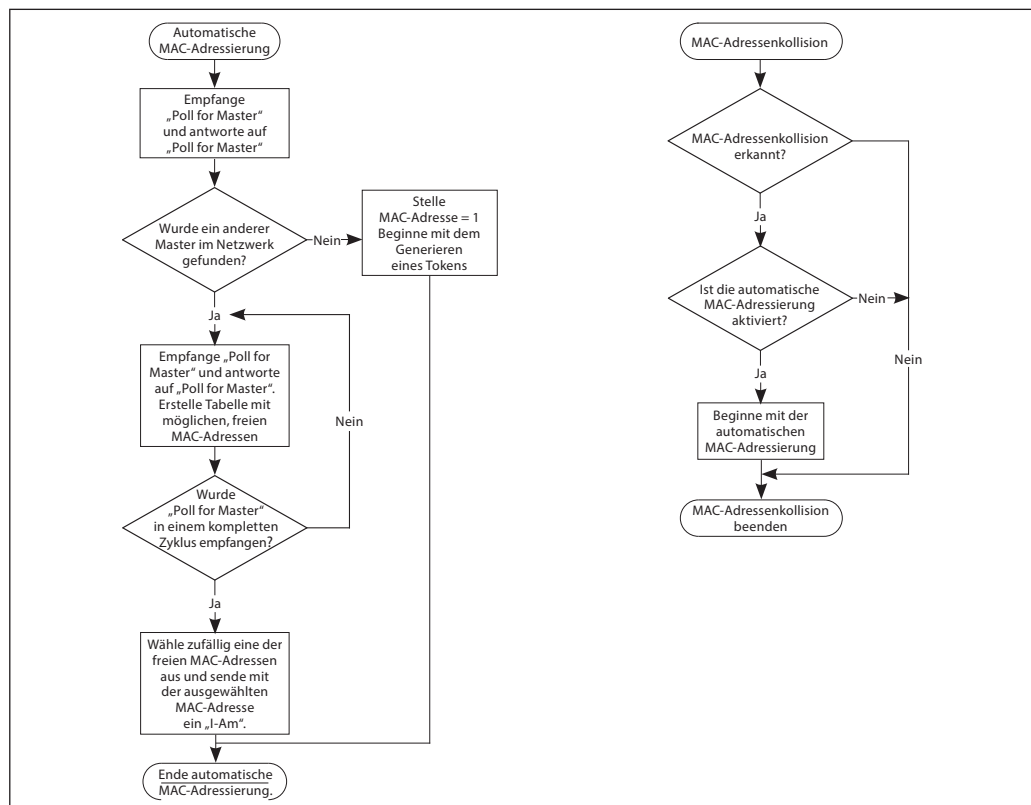 Automatische
MAC-Adressierung
Empfange
„Poll for Master“
und antworte auf
„Poll for Master“
Wurde ein anderer
Master im Netzwerk
gefunden?
Nein
Stelle
MAC-Adresse = 1
Beginne mit dem
Generieren
eines Tokens
Ja
Empfange „Poll for
Master“ und antworte
auf „Poll for Master“.
Erstelle Tabelle mit
möglichen, freien
MAC-Adressen
Nein
Wurde
„Poll for Master“
in einem kompletten
Zyklus empfangen?
Ja
Wähle zufällig eine der
freien MAC-Adressen
aus und sende mit
der ausgewählten
MAC-Adresse
ein „I-Am“.
Ende automatische
MAC-Adressierung.
MAC-Adressenkollision
MAC-Adressenkollision
erkannt?
Ja
Ist die automatische
MAC-Adressierung
aktiviert?
Nein
Nein
Ja
Beginne mit der
automatischen
MAC-Adressierung
MAC-Adressenkollision
beenden